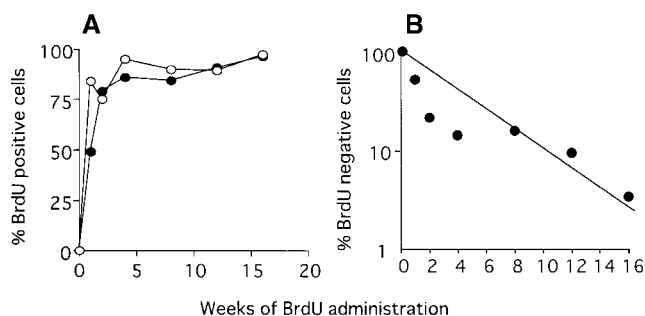 A
B
% BrdU positive cells
100
75
50
25
0
0 5 10 15 20
% BrdU negative cells
100
10
1
0 2 4 6 8 10 12 14 16
Weeks of BrdU administration